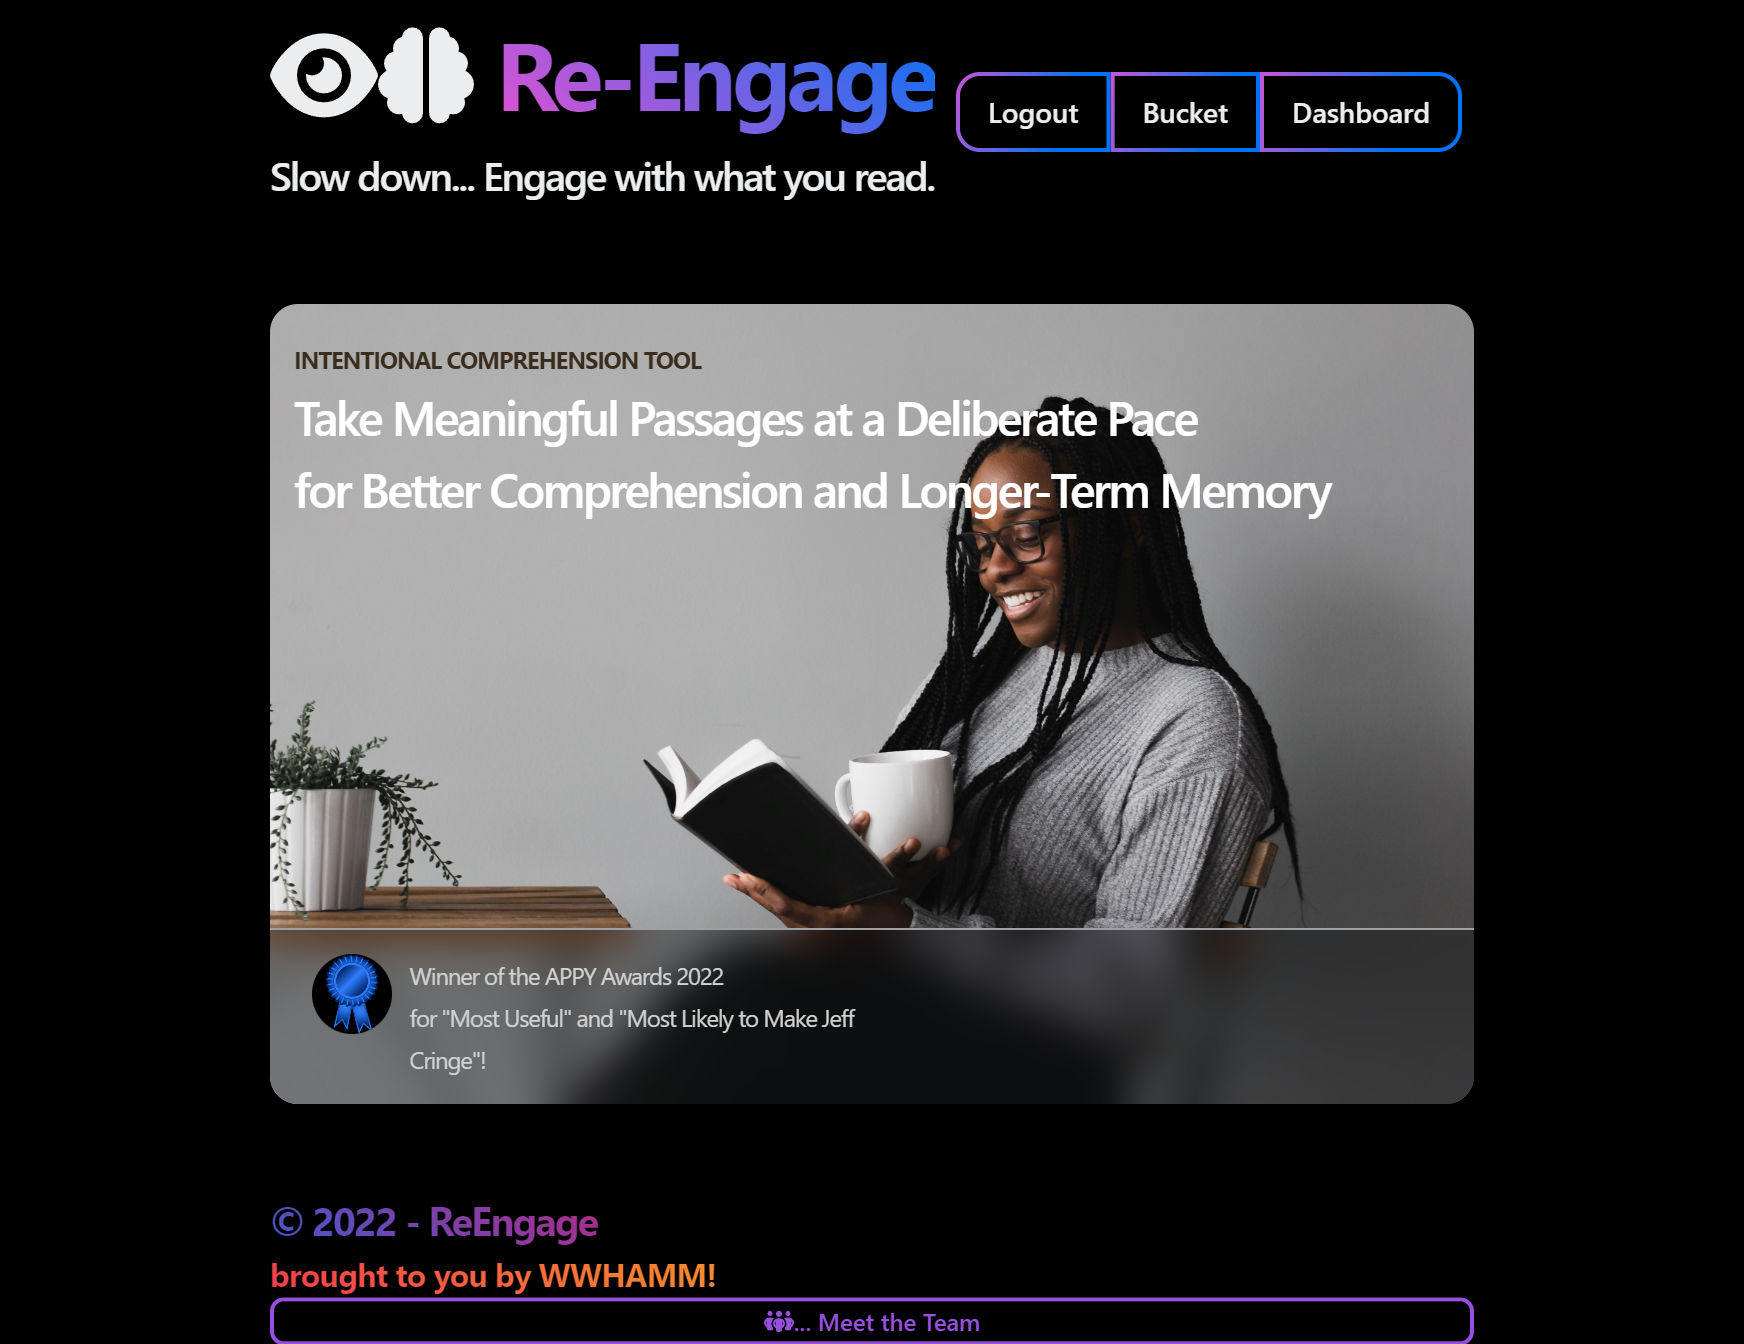 Re-Engage
Logout
Bucket
Dashboard
Slow down... Engage with what you read.
INTENTIONAL COMPREHENSION TOOL
Take Meaningful Passages at a Deliberate Pace
for Better Comprehension and Longer-Term Memory
Winner of the APPY Awards 2022
for "Most Useful" and "Most Likely to Make Jeff
Cringe"!
© 2022 - ReEngage
brought to you by WWHAMM!
... Meet the Team